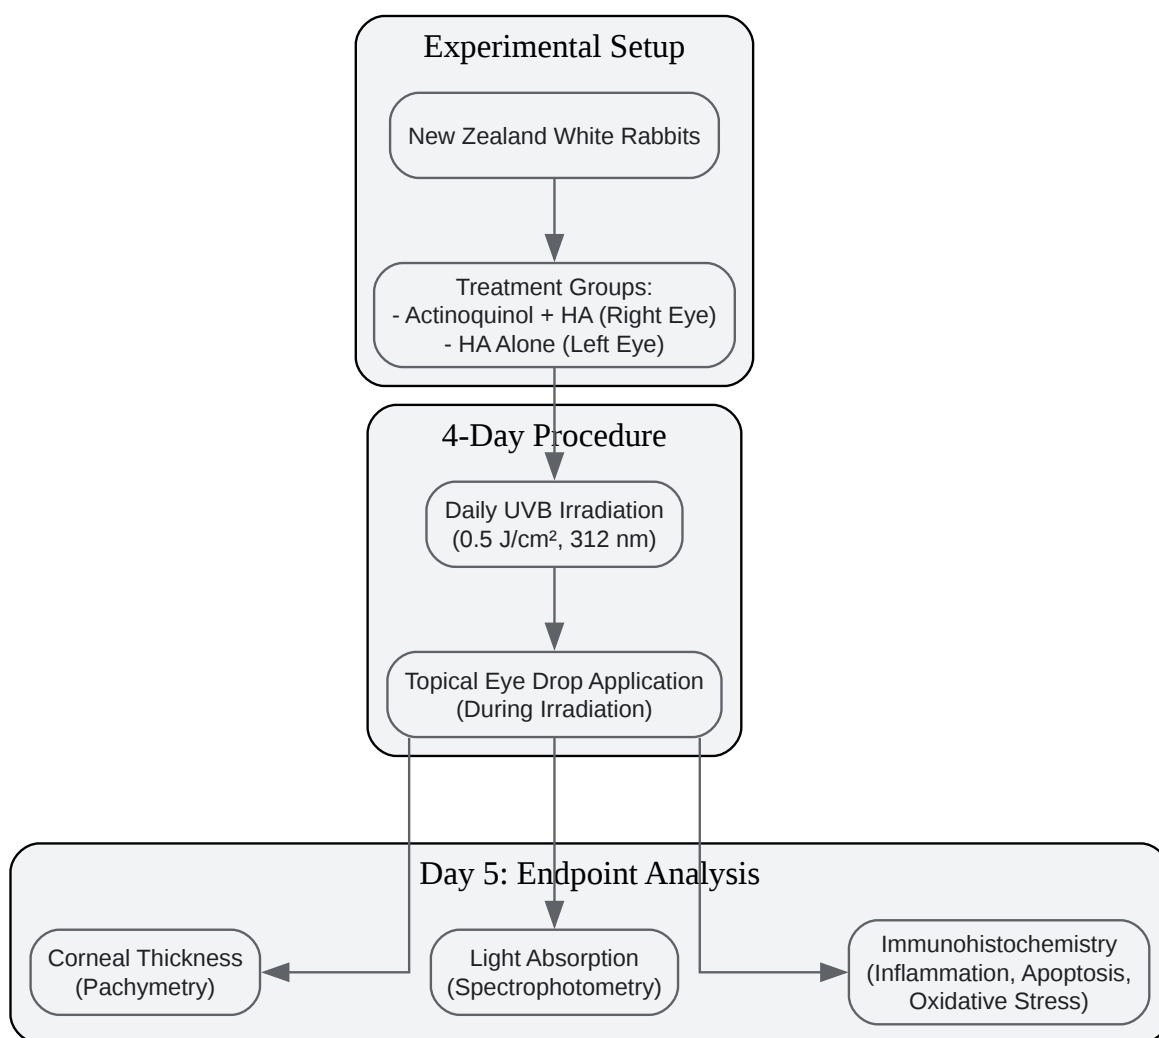 Experimental Setup
New Zealand White Rabbits
Treatment Groups:
- Actinoquinol + HA (Right Eye)
- HA Alone (Left Eye)
4-Day Procedure
Daily UVB Irradiation
(0.5 J/cm², 312 nm)
Topical Eye Drop Application
(During Irradiation)
Day 5: Endpoint Analysis
Corneal Thickness
(Pachymetry)
Light Absorption
(Spectrophotometry)
Immunohistochemistry
(Inflammation, Apoptosis,
Oxidative Stress)